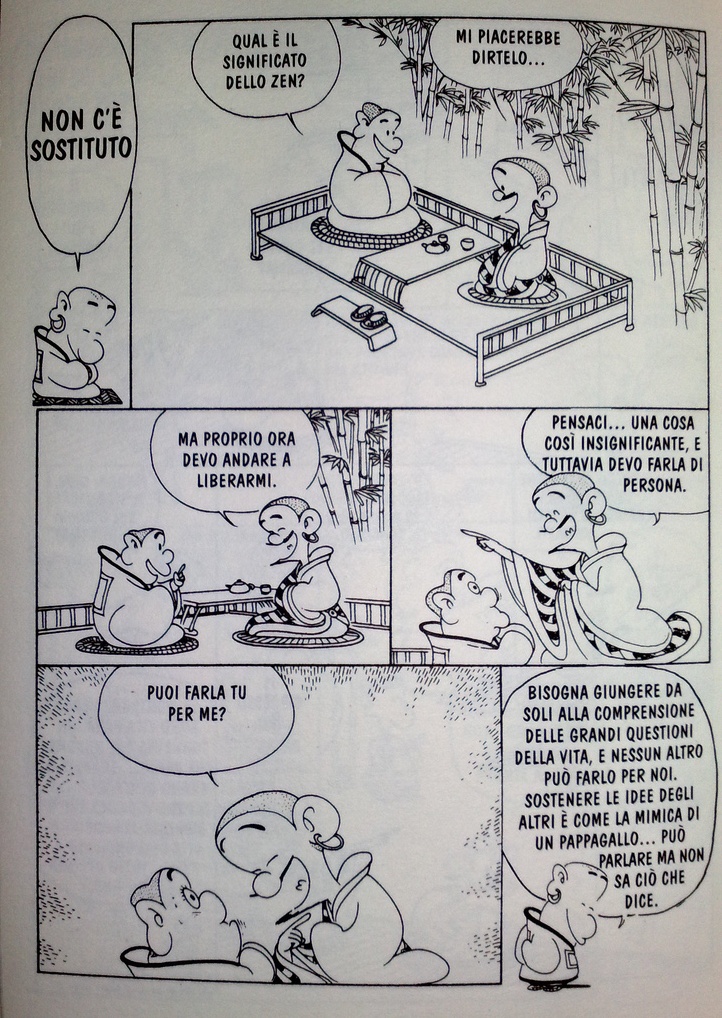 NON C'È
SOSTITUTO
QUAL È IL
SIGNIFICATO
DELLO ZEN?
MI PIACEREBBE
DIRTELO...
MA PROPRIO ORA
DEVO ANDARE A
LIBERARMI.
PENSACI... UNA COSA
COSÌ INSIGNIFICANTE, E
TUTTAVIA DEVO FARLA DI
PERSONA.
PUOI FARLA TU
PER ME?
BISOGNA GIUNGERE DA
SOLI ALLA COMPRENSIONE
DELLE GRANDI QUESTIONI
DELLA VITA, E NESSUN ALTRO
PUÒ FARLO PER NOI.
SOSTENERE LE IDEE DEGLI
ALTRI È COME LA MIMICA DI
UN PAPPAGALLO... PUÒ
PARLARE MA NON
SA CIÒ CHE
DICE.